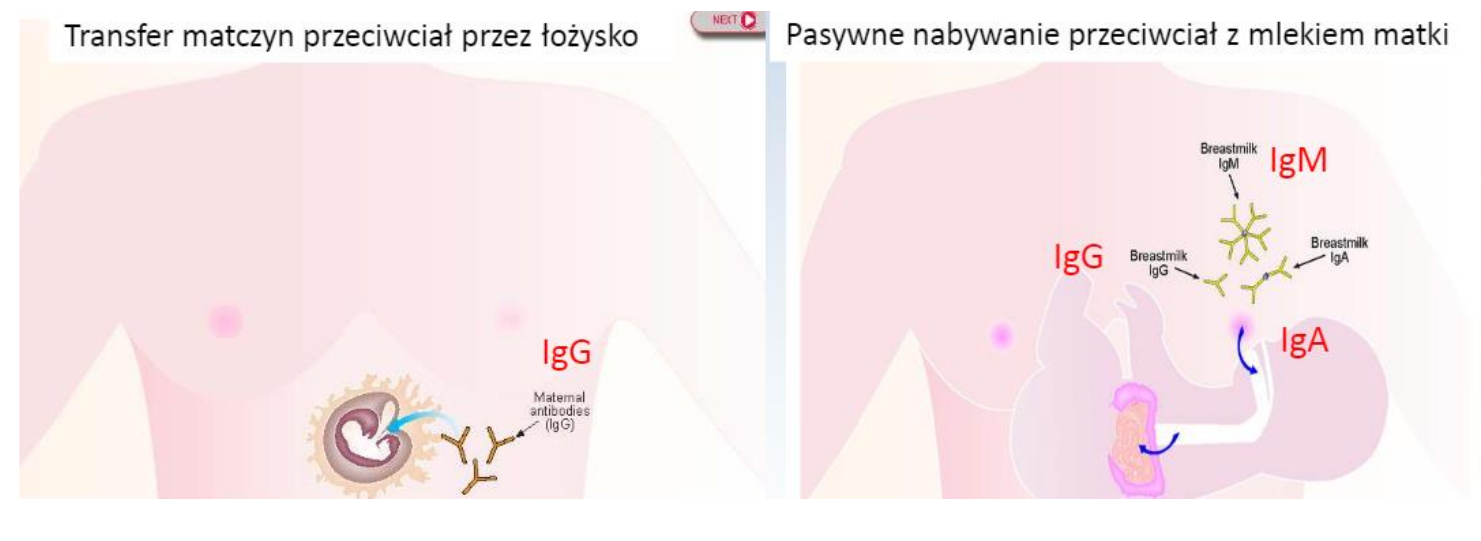 Transfer matczyn przeciwciał przez łożysko
NEXT
IgG
Maternal
antibodies
(IgG)
Pasywne nabywanie przeciwciał z mlekiem matki
Breastmilk
IgM
IgM
IgG
Breastmilk
IgG
Breastmilk
IgA
IgA